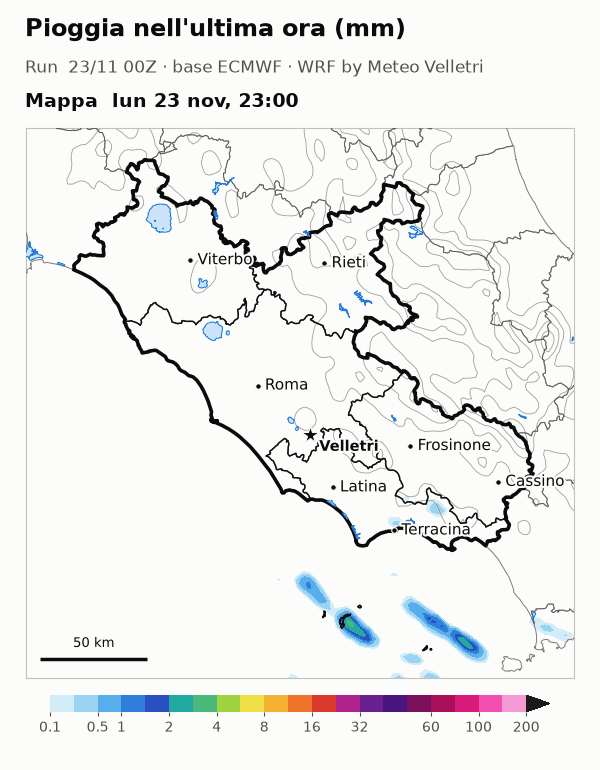 Pioggia nell'ultima ora (mm)
Run  23/11 00Z · base ECMWF · WRF by Meteo Velletri
Mappa  lun 23 nov, 23:00
Viterbo
Rieti
Roma
Velletri
Frosinone
Latina
Cassino
Terracina
50 km
0.1 0.5 1 2 4 8 16 32 60 100 200